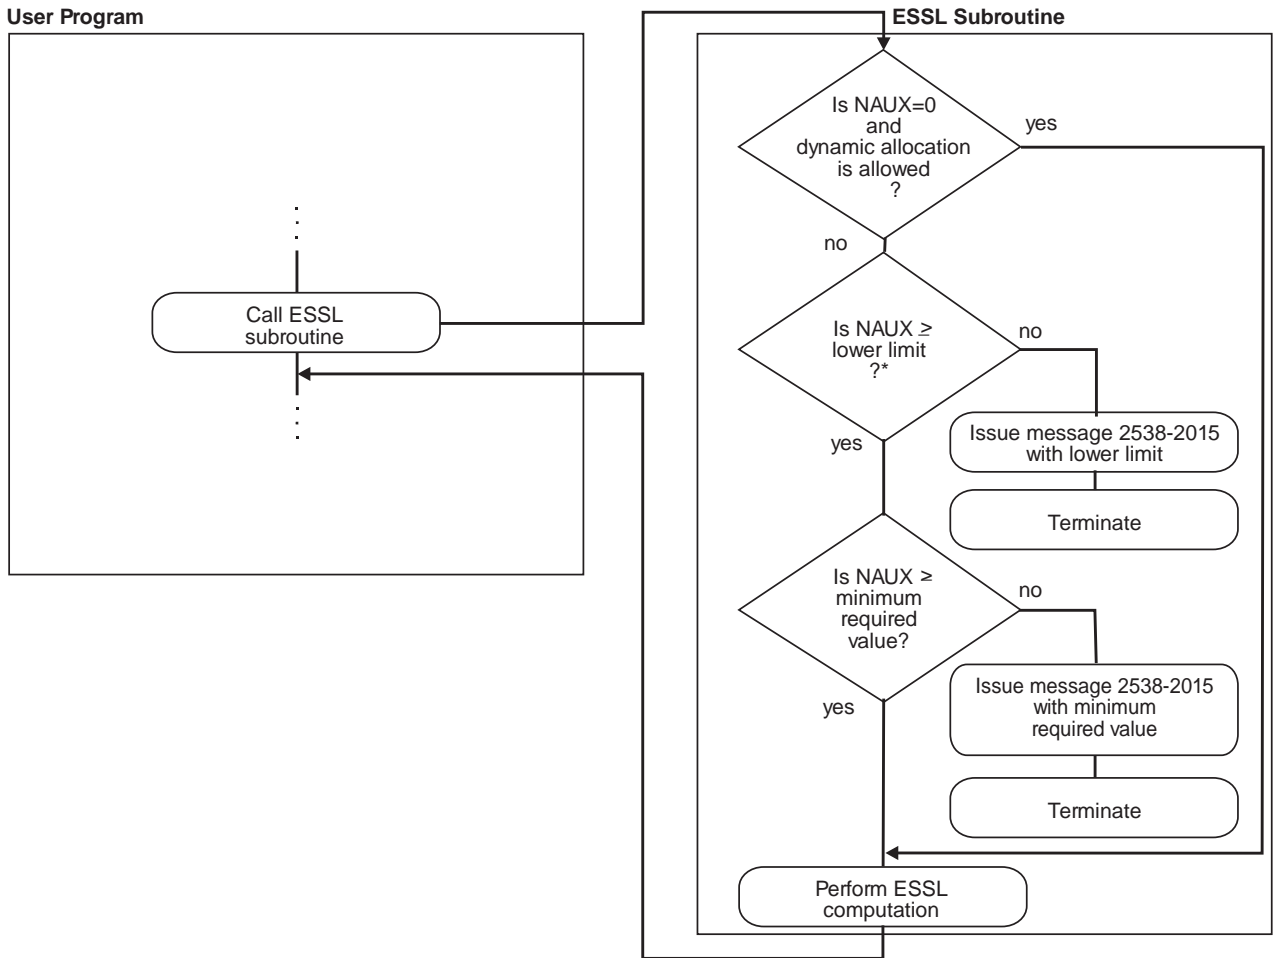 User Program
ESSL Subroutine
Is NAUX=0
and
dynamic allocation
is allowed
?
yes
no
Call ESSL
subroutine
Is NAUX ≥
lower limit
?*
no
yes
Issue message 2538-2015
with lower limit
Terminate
Is NAUX ≥
minimum
required
value?
no
yes
Issue message 2538-2015
with minimum
required value
Terminate
Perform ESSL
computation